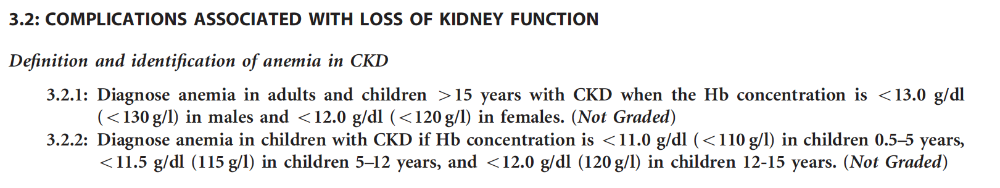 3.2: COMPLICATIONS ASSOCIATED WITH LOSS OF KIDNEY FUNCTION
Definition and identification of anemia in CKD
3.2.1: Diagnose anemia in adults and children >15 years with CKD when the Hb concentration is <13.0 g/dl
(<130 g/l) in males and <12.0 g/dl (<120 g/l) in females. (Not Graded)
3.2.2: Diagnose anemia in children with CKD if Hb concentration is <11.0 g/dl (<110 g/l) in children 0.5–5 years,
<11.5 g/dl (115 g/l) in children 5–12 years, and <12.0 g/dl (120 g/l) in children 12-15 years. (Not Graded)